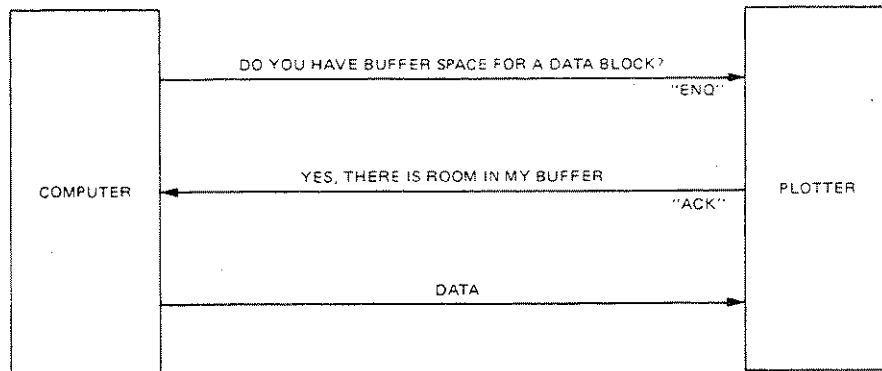 DO YOU HAVE BUFFER SPACE FOR A DATA BLOCK?
"ENQ"
COMPUTER
YES, THERE IS ROOM IN MY BUFFER
"ACK"
PLOTTER
DATA